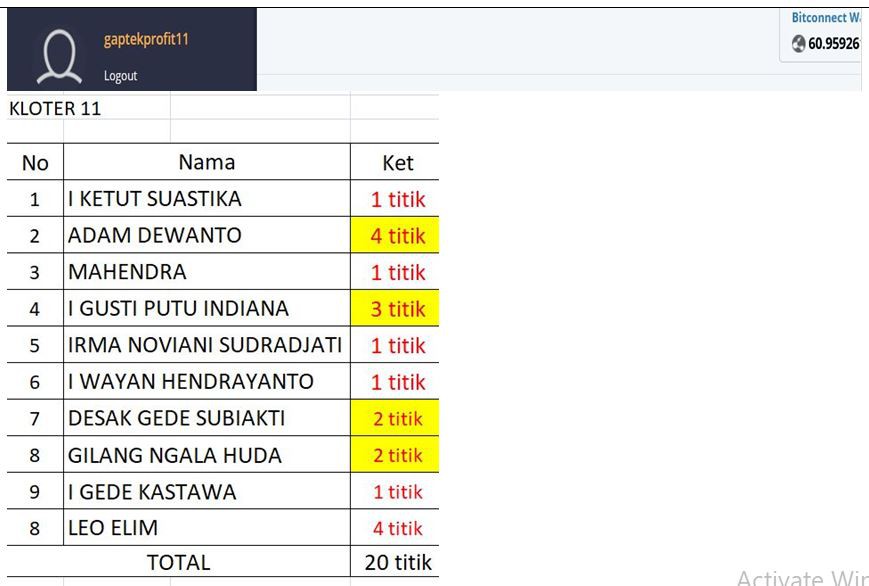 gaptekprofit11
Logout
Bitconnect
60.95926
KLOTER 11
No Nama Ket
1 I KETUT SUASTIKA 1 titik
2 ADAM DEWANTO 4 titik
3 MAHENDRA 1 titik
4 I GUSTI PUTU INDIANA 3 titik
5 IRMA NOVIANI SUDRADJATI 1 titik
6 I WAYAN HENDRAYANTO 1 titik
7 DESAK GEDE SUBIAKTI 2 titik
8 GILANG NGALA HUDA 2 titik
9 I GEDE KASTAWA 1 titik
8 LEO ELIM 4 titik
TOTAL 20 titik
Activate